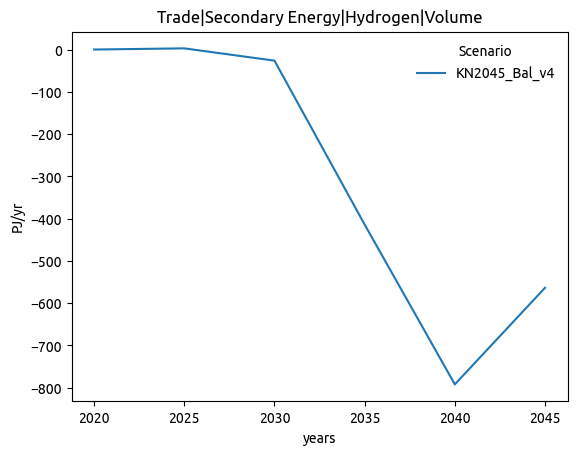 Trade|Secondary Energy|Hydrogen|Volume
Scenario
KN2045_Bal_v4
0
−100
−200
−300
−400
−500
−600
−700
−800
PJ/yr
2020 2025 2030 2035 2040 2045
years